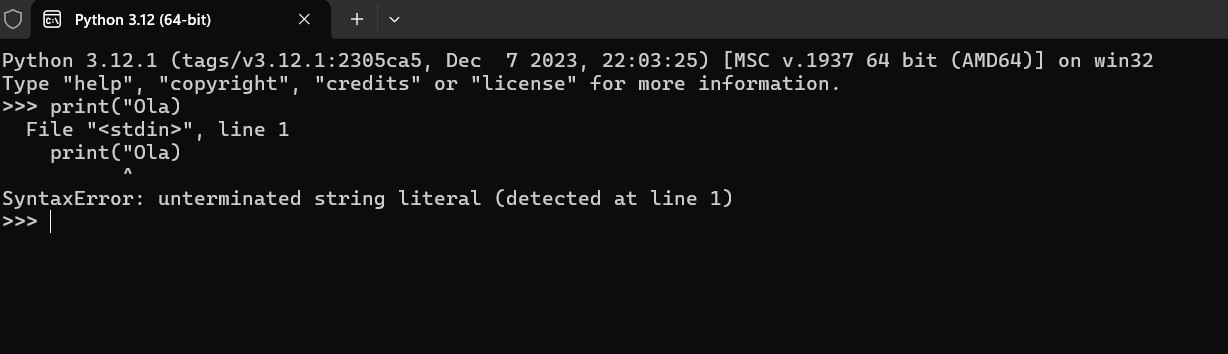 Python 3.12 (64-bit)
Python 3.12.1 (tags/v3.12.1:2305ca5, Dec  7 2023, 22:03:25) [MSC v.1937 64 bit (AMD64)] on win32
Type "help", "copyright", "credits" or "license" for more information.
>>> print("Ola)
  File "<stdin>", line 1
    print("Ola)
          ^
SyntaxError: unterminated string literal (detected at line 1)
>>>